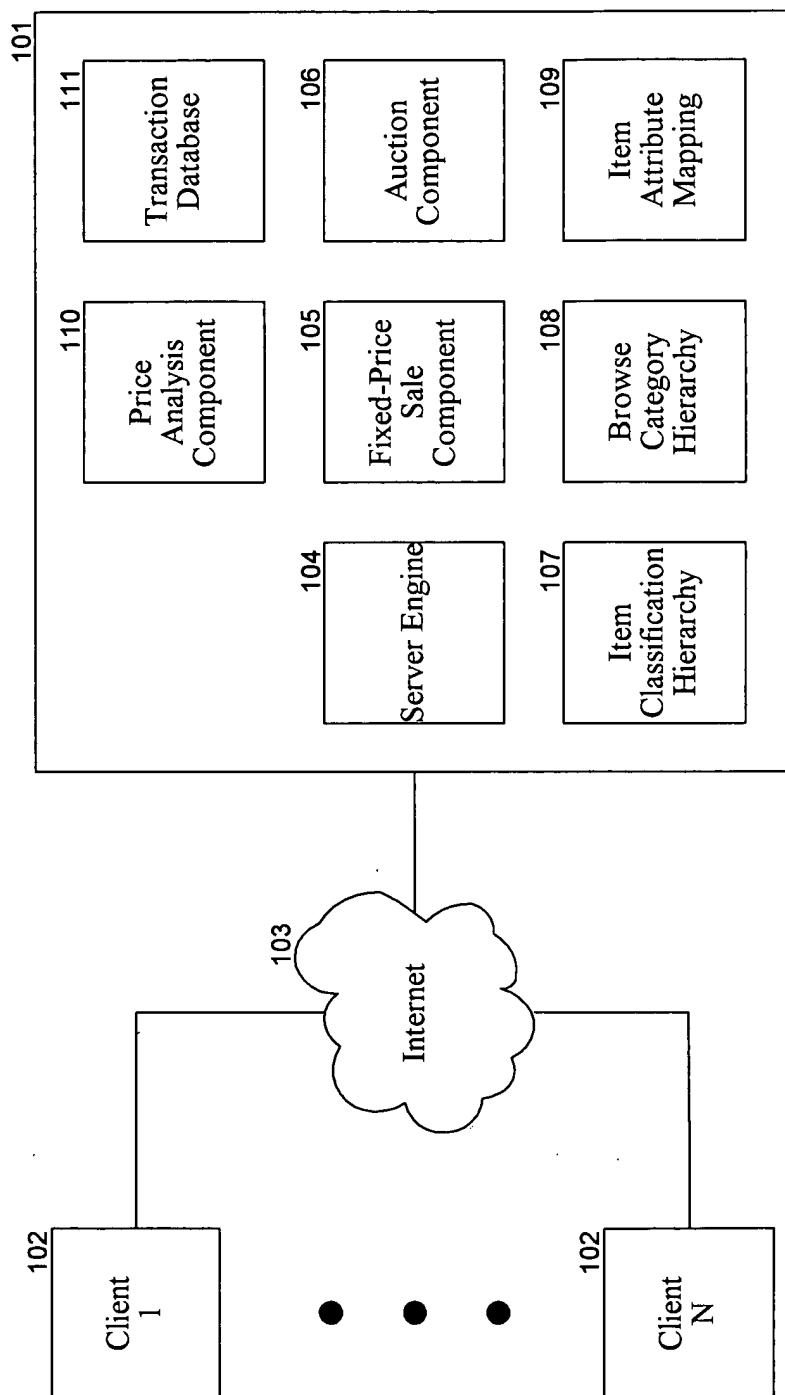 101
110
Price
Analysis
Component
111
Transaction
Database
104
Server Engine
105
Fixed-Price
Sale
Component
106
Auction
Component
107
Item
Classification
Hierarchy
108
Browse
Category
Hierarchy
109
Item
Attribute
Mapping
102
Client
1
103
Internet
102
Client
N